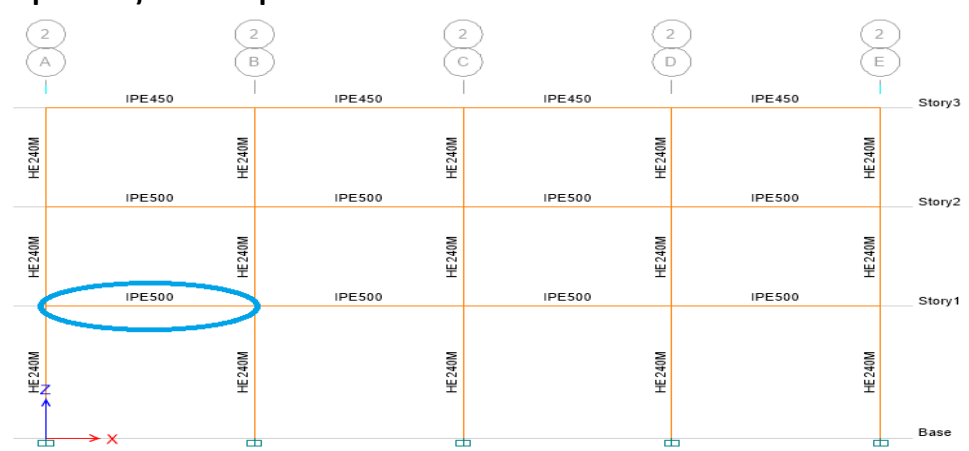 2 2 2 2 2
A B C D E
IPE450 IPE450 IPE450 IPE450 Story3
HE240M HE240M HE240M HE240M HE240M
IPE500 IPE500 IPE500 IPE500 Story2
HE240M HE240M HE240M HE240M HE240M
IPE500 IPE500 IPE500 IPE500 Story1
HE240M HE240M HE240M HE240M HE240M
Z
X
Base